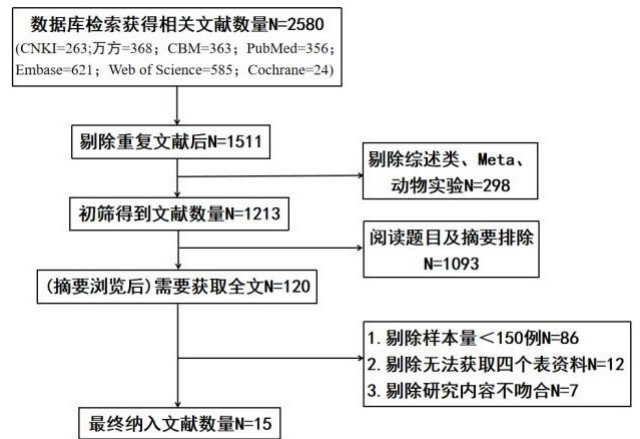 数据库检索获得相关文献数量N=2580
(CNKI=263;万方=368；CBM=363；PubMed=356；
Embase=621；Web of Science=585；Cochrane=24)
剔除重复文献后N=1511
剔除综述类、Meta、
动物实验N=298
初筛得到文献数量N=1213
阅读题目及摘要排除
N=1093
(摘要浏览后)需要获取全文N=120
1. 剔除样本量＜150例N=86
2. 剔除无法获取四个表资料N=12
3. 剔除研究内容不吻合N=7
最终纳入文献数量N=15